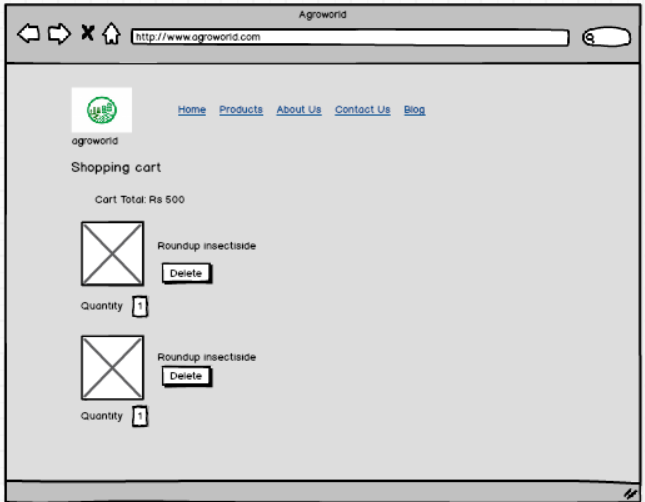 Agroworld
http://www.agroworld.com
Home Products About Us Contact Us Blog
agroworld
Shopping cart
Cart Total: Rs 500
Roundup insectiside
Delete
Quantity 1
Roundup insectiside
Delete
Quantity 1